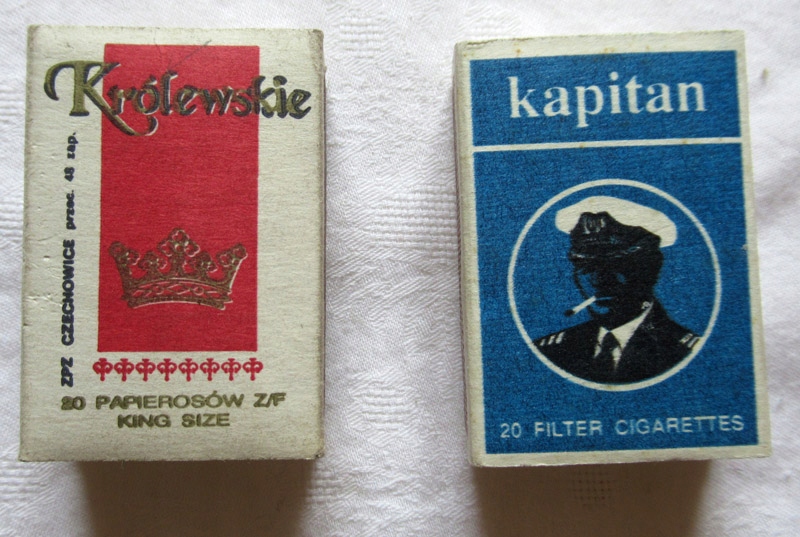 Królewskie
ZPZ CZECHOWICE przec. 48 zap.
20 PAPIEROSÓW Z/F
KING SIZE
kapitan
20 FILTER CIGARETTES